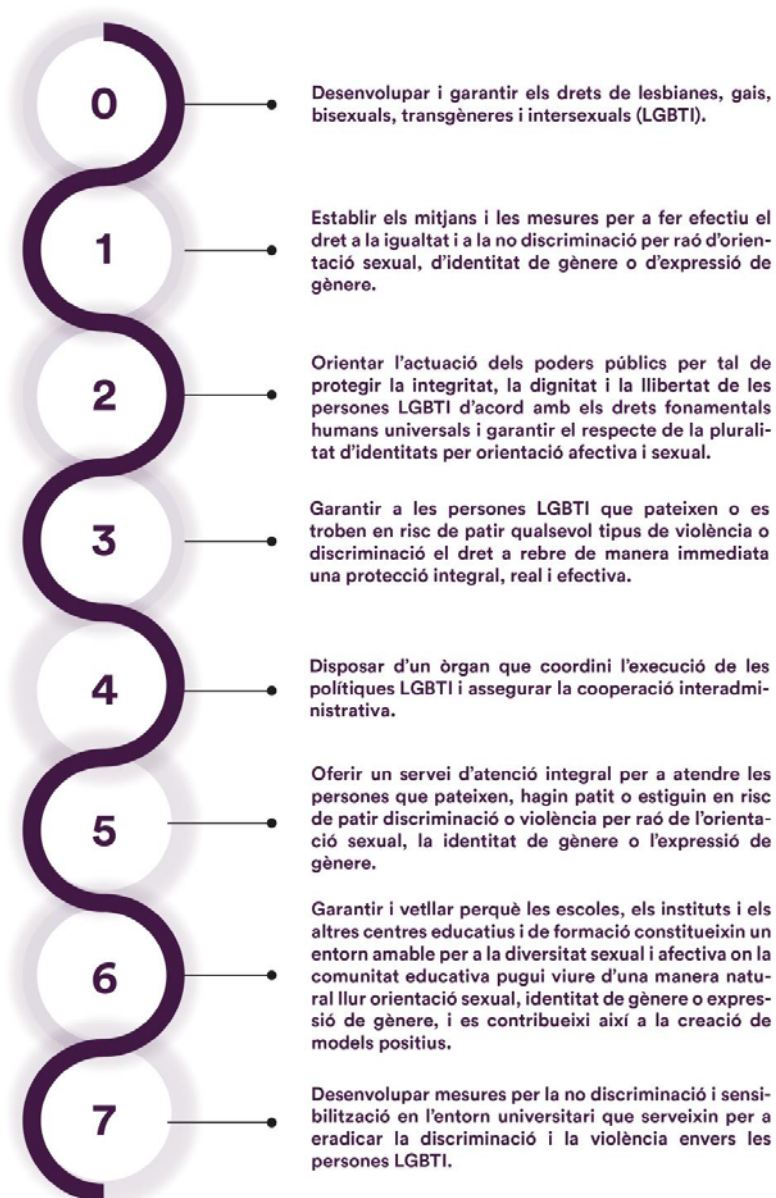 0
Desenvolupar i garantir els drets de lesbianes, gais,
bisexuals, transgèneres i intersexuals (LGBTI).
1
Establir els mitjans i les mesures per a fer efectiu el
dret a la igualtat i a la no discriminació per raó d'orien-
tació sexual, d'identitat de gènere o d'expressió de
gènere.
2
Orientar l'actuació dels poders públics per tal de
protegir la integritat, la dignitat i la llibertat de les
persones LGBTI d'acord amb els drets fonamentals
humans universals i garantir el respecte de la plurali-
tat d'identitats per orientació afectiva i sexual.
3
Garantir a les persones LGBTI que pateixen o es
troben en risc de patir qualsevol tipus de violència o
discriminació el dret a rebre de manera immediata
una protecció integral, real i efectiva.
4
Disposar d'un òrgan que coordini l'execució de les
polítiques LGBTI i assegurar la cooperació interadmi-
nistrativa.
5
Oferir un servei d'atenció integral per a atendre les
persones que pateixen, hagin patit o estiguin en risc
de patir discriminació o violència per raó de l'orienta-
ció sexual, la identitat de gènere o l'expressió de
gènere.
6
Garantir i vetllar perquè les escoles, els instituts i els
altres centres educatius i de formació constitueixin un
entorn amable per a la diversitat sexual i afectiva on la
comunitat educativa pugui viure d'una manera natu-
ral llur orientació sexual, identitat de gènere o expres-
sió de gènere, i es contribueixi així a la creació de
models positius.
7
Desenvolupar mesures per la no discriminació i sensi-
bilització en l'entorn universitari que serveixin per a
eradicar la discriminació i la violència envers les
persones LGBTI.